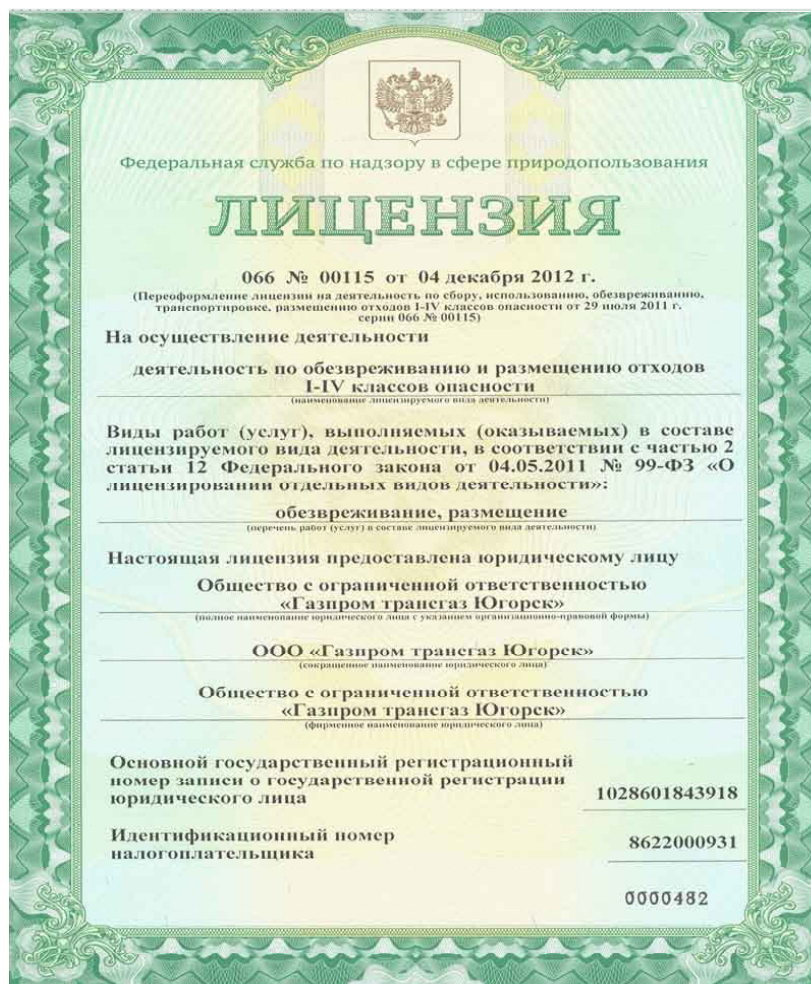 Федеральная служба по надзору в сфере природопользования
ЛИЦЕНЗИЯ
066 № 00115 от 04 декабря 2012 г.
(Переоформление лицензии на деятельность по сбору, использованию, обезвреживанию,
транспортировке, размещению отходов I-IV классов опасности от 29 июля 2011 г.
серии 066 № 00115)
На осуществление деятельности
деятельность по обезвреживанию и размещению отходов
I-IV классов опасности
(наименование лицензируемого вида деятельности)
Виды работ (услуг), выполняемых (оказываемых) в составе
лицензируемого вида деятельности, в соответствии с частью 2
статьи 12 Федерального закона от 04.05.2011 № 99-ФЗ «О
лицензировании отдельных видов деятельности»:
обезвреживание, размещение
(перечень работ (услуг) в составе лицензируемого вида деятельности)
Настоящая лицензия предоставлена юридическому лицу
Общество с ограниченной ответственностью
«Газпром трансгаз Югорск»
(полное наименование юридического лица с указанием организационно-правовой формы)
ООО «Газпром трансгаз Югорск»
(сокращенное наименование юридического лица)
Общество с ограниченной ответственностью
«Газпром трансгаз Югорск»
(фирменное наименование юридического лица)
Основной государственный регистрационный
номер записи о государственной регистрации
юридического лица 1028601843918
Идентификационный номер
налогоплательщика 8622000931
0000482